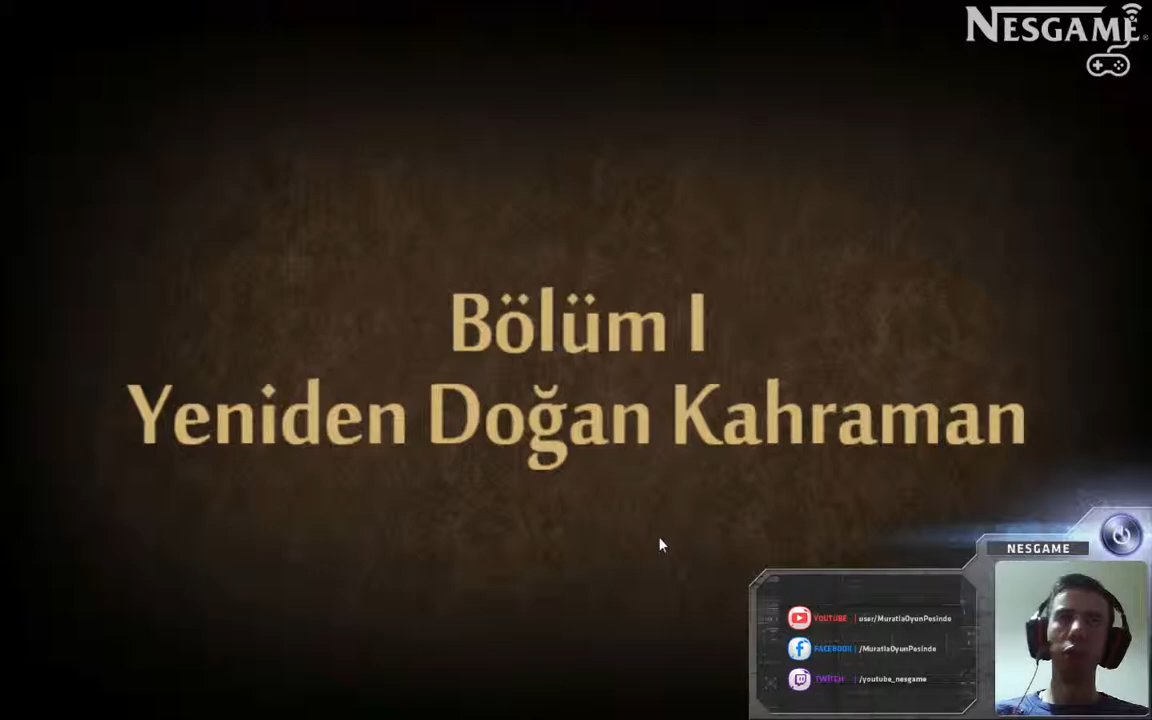 NESGAME
Bölüm I
Yeniden Doğan Kahraman
NESGAME
YOUTUBE | user/MuratlaOyunPesinde
FACEBOOK | /MuratlaOyunPesinde
TWITCH | /youtube_nesgame